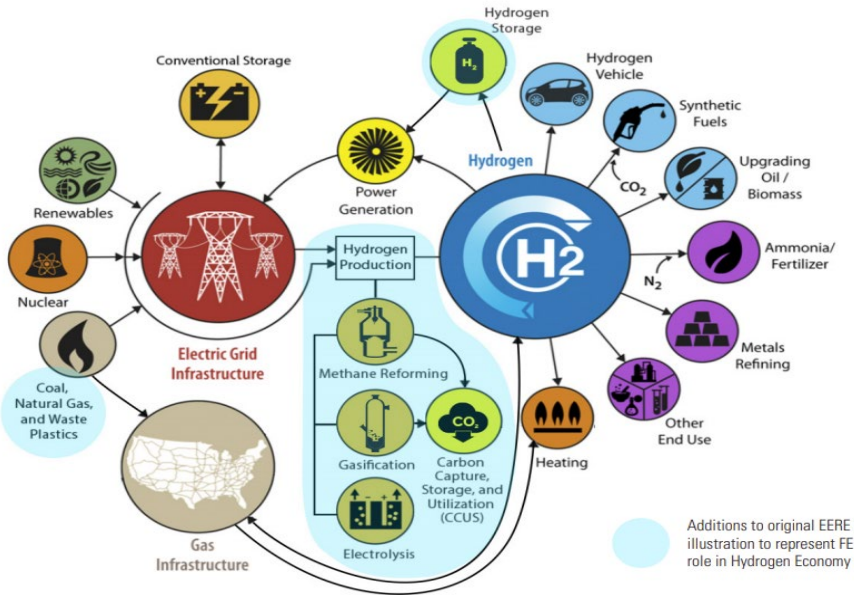 Hydrogen
Storage
Conventional Storage
H2
Hydrogen
Vehicle
Synthetic
Fuels
Hydrogen
Upgrading
Oil /
Biomass
CO2
Power
Generation
Renewables
Hydrogen
Production
H2
Ammonia/
Fertilizer
N2
Nuclear
Metals
Refining
Electric Grid
Infrastructure
Methane Reforming
Coal,
Natural Gas,
and Waste
Plastics
CO2
Other
End Use
Gasification
Carbon
Capture,
Storage, and
Utilization
(CCUS)
Heating
Electrolysis
Gas
Infrastructure
Additions to original EERE
illustration to represent FE
role in Hydrogen Economy